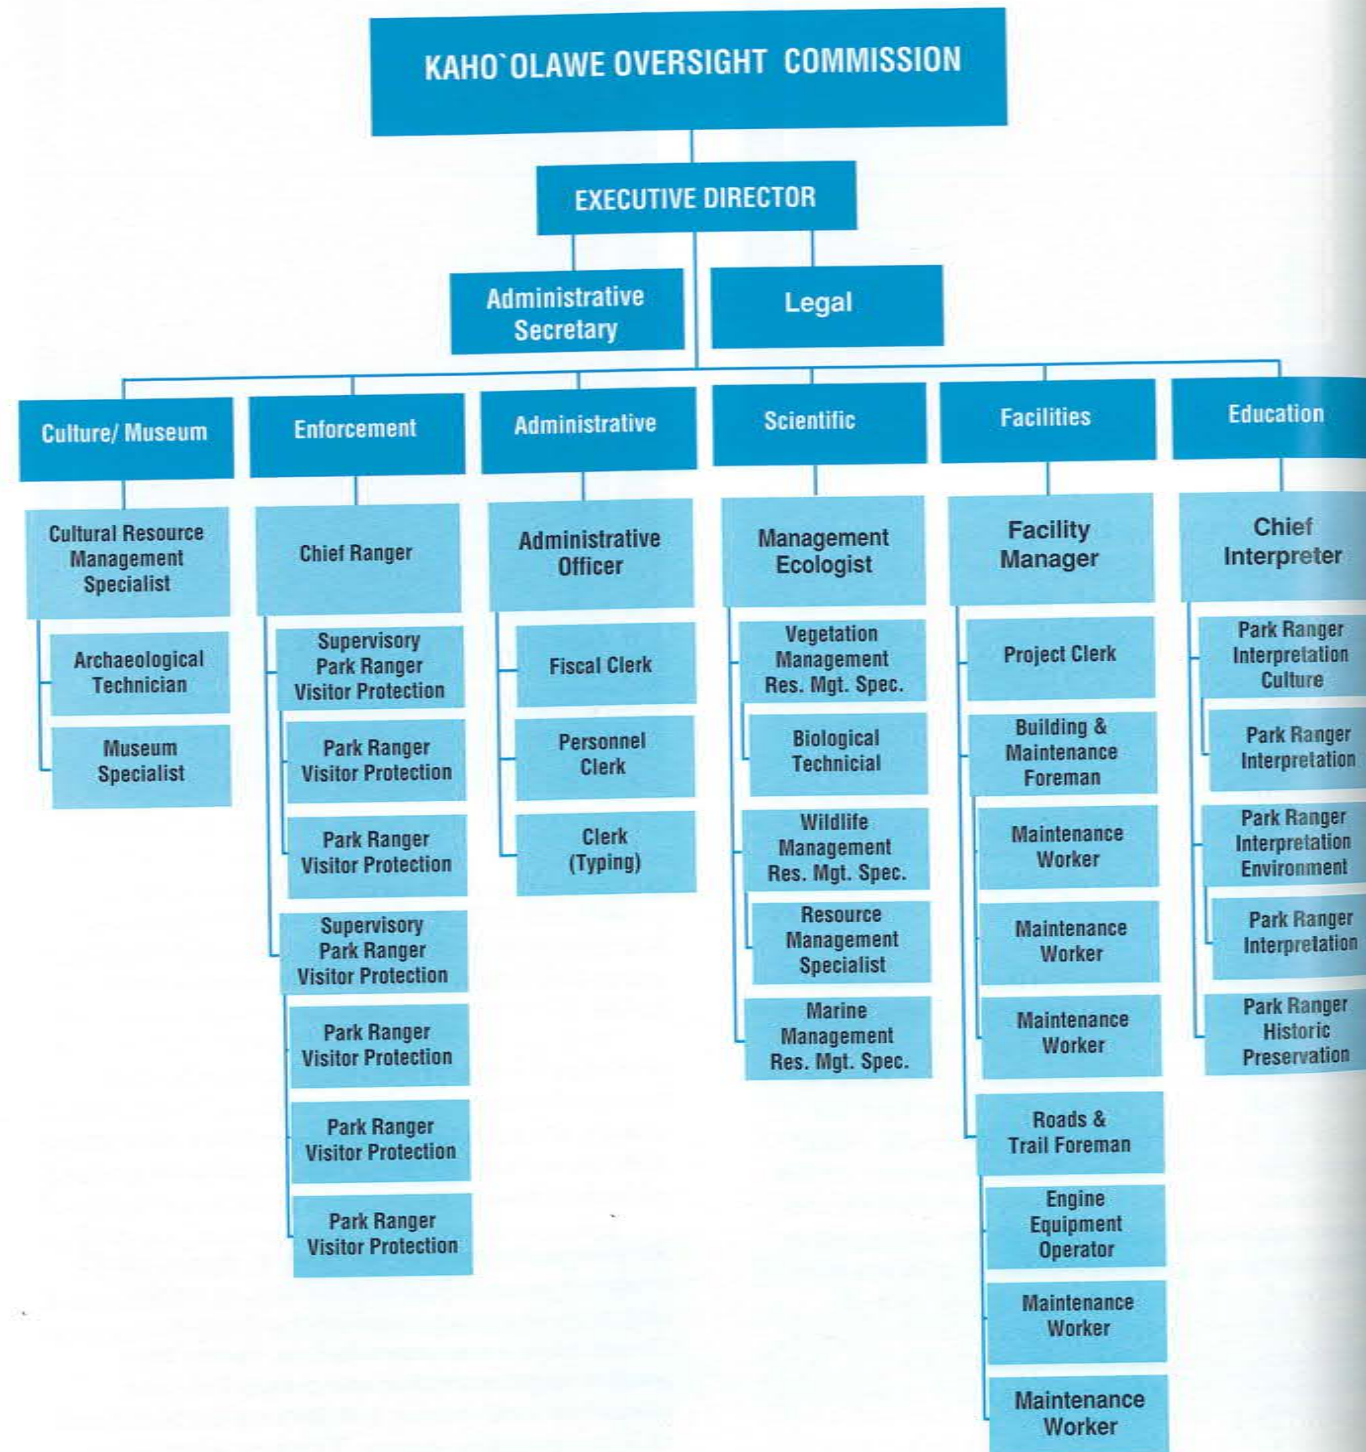 KAHO`OLAWE OVERSIGHT COMMISSION
EXECUTIVE DIRECTOR
Administrative
Secretary
Legal
Culture/ Museum
Enforcement
Administrative
Scientific
Facilities
Education
Cultural Resource
Management
Specialist
Archaeological
Technician
Museum
Specialist
Chief Ranger
Supervisory
Park Ranger
Visitor Protection
Park Ranger
Visitor Protection
Park Ranger
Visitor Protection
Supervisory
Park Ranger
Visitor Protection
Park Ranger
Visitor Protection
Park Ranger
Visitor Protection
Park Ranger
Visitor Protection
Administrative
Officer
Fiscal Clerk
Personnel
Clerk
Clerk
(Typing)
Management
Ecologist
Vegetation
Management
Res. Mgt. Spec.
Biological
Technicial
Wildlife
Management
Res. Mgt. Spec.
Resource
Management
Specialist
Marine
Management
Res. Mgt. Spec.
Facility
Manager
Project Clerk
Building &
Maintenance
Foreman
Maintenance
Worker
Maintenance
Worker
Maintenance
Worker
Roads &
Trail Foreman
Engine
Equipment
Operator
Maintenance
Worker
Maintenance
Worker
Chief
Interpreter
Park Ranger
Interpretation
Culture
Park Ranger
Interpretation
Park Ranger
Interpretation
Environment
Park Ranger
Interpretation
Park Ranger
Historic
Preservation